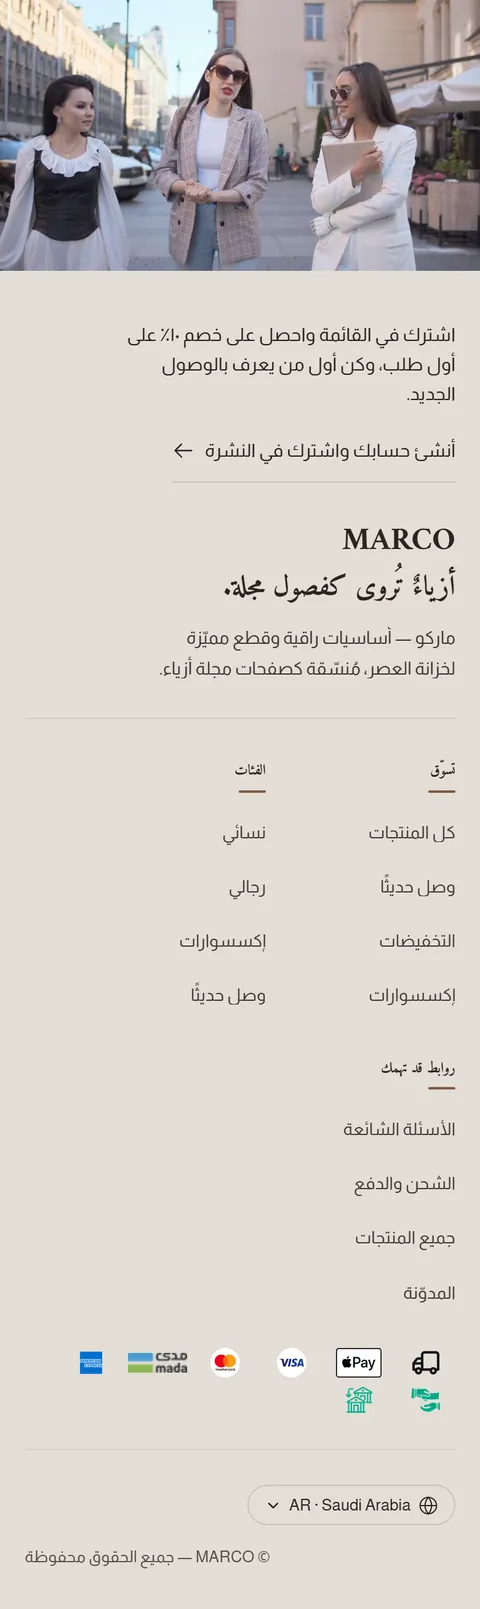 اشترك في القائمة واحصل على خصم ١٠٪ على
أول طلب، وكن أول من يعرف بالوصول
الجديد.
أنشئ حسابك واشترك في النشرة ←
MARCO
أزياءٌ تُروى كفصول مجلة.
ماركو — أساسيات راقية وقطع مميّزة
لخزانة العصر، مُنسّقة كصفحات مجلة أزياء.
تسوّق
كل المنتجات
وصل حديثًا
التخفيضات
إكسسوارات
الفئات
نسائي
رجالي
إكسسوارات
وصل حديثًا
روابط قد تهمك
الأسئلة الشائعة
الشحن والدفع
جميع المنتجات
المدوّنة
Pay
VISA
mastercard
مدى
mada
AMERICAN EXPRESS
AR · Saudi Arabia
© MARCO — جميع الحقوق محفوظة